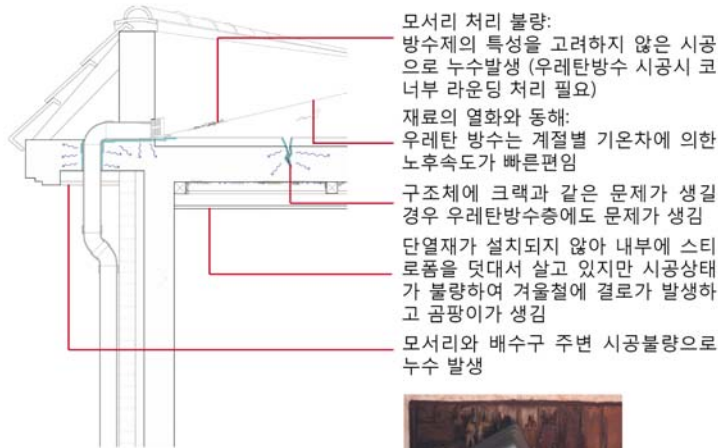 모서리 처리 불량:
방수제의 특성을 고려하지 않은 시공
으로 누수발생 (우레탄방수 시공시 코
너부 라운딩 처리 필요)
재료의 열화와 동해:
우레탄 방수는 계절별 기온차에 의한
노후속도가 빠른편임
구조체에 크랙과 같은 문제가 생길
경우 우레탄방수층에도 문제가 생김
단열재가 설치되지 않아 내부에 스티
로폼을 덧대서 살고 있지만 시공상태
가 불량하여 겨울철에 결로가 발생하
고 곰팡이가 생김
모서리와 배수구 주변 시공불량으로
누수 발생